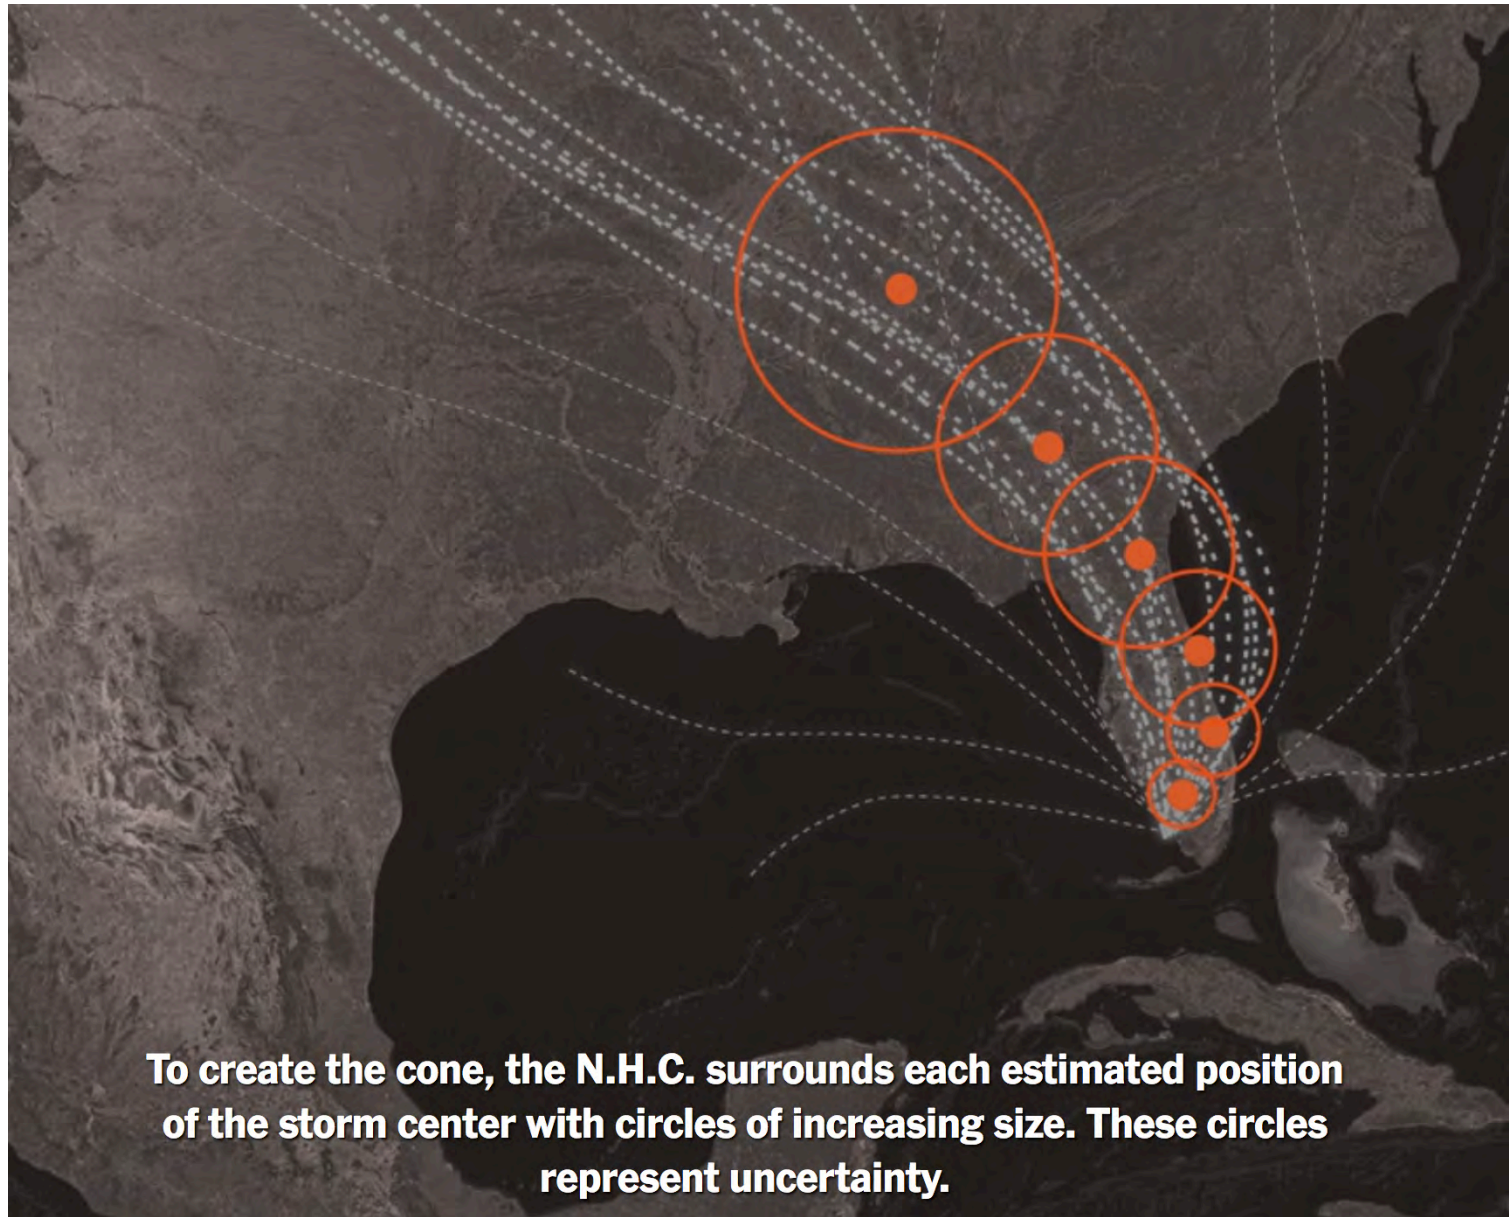 To create the cone, the N.H.C. surrounds each estimated position
of the storm center with circles of increasing size. These circles
represent uncertainty.